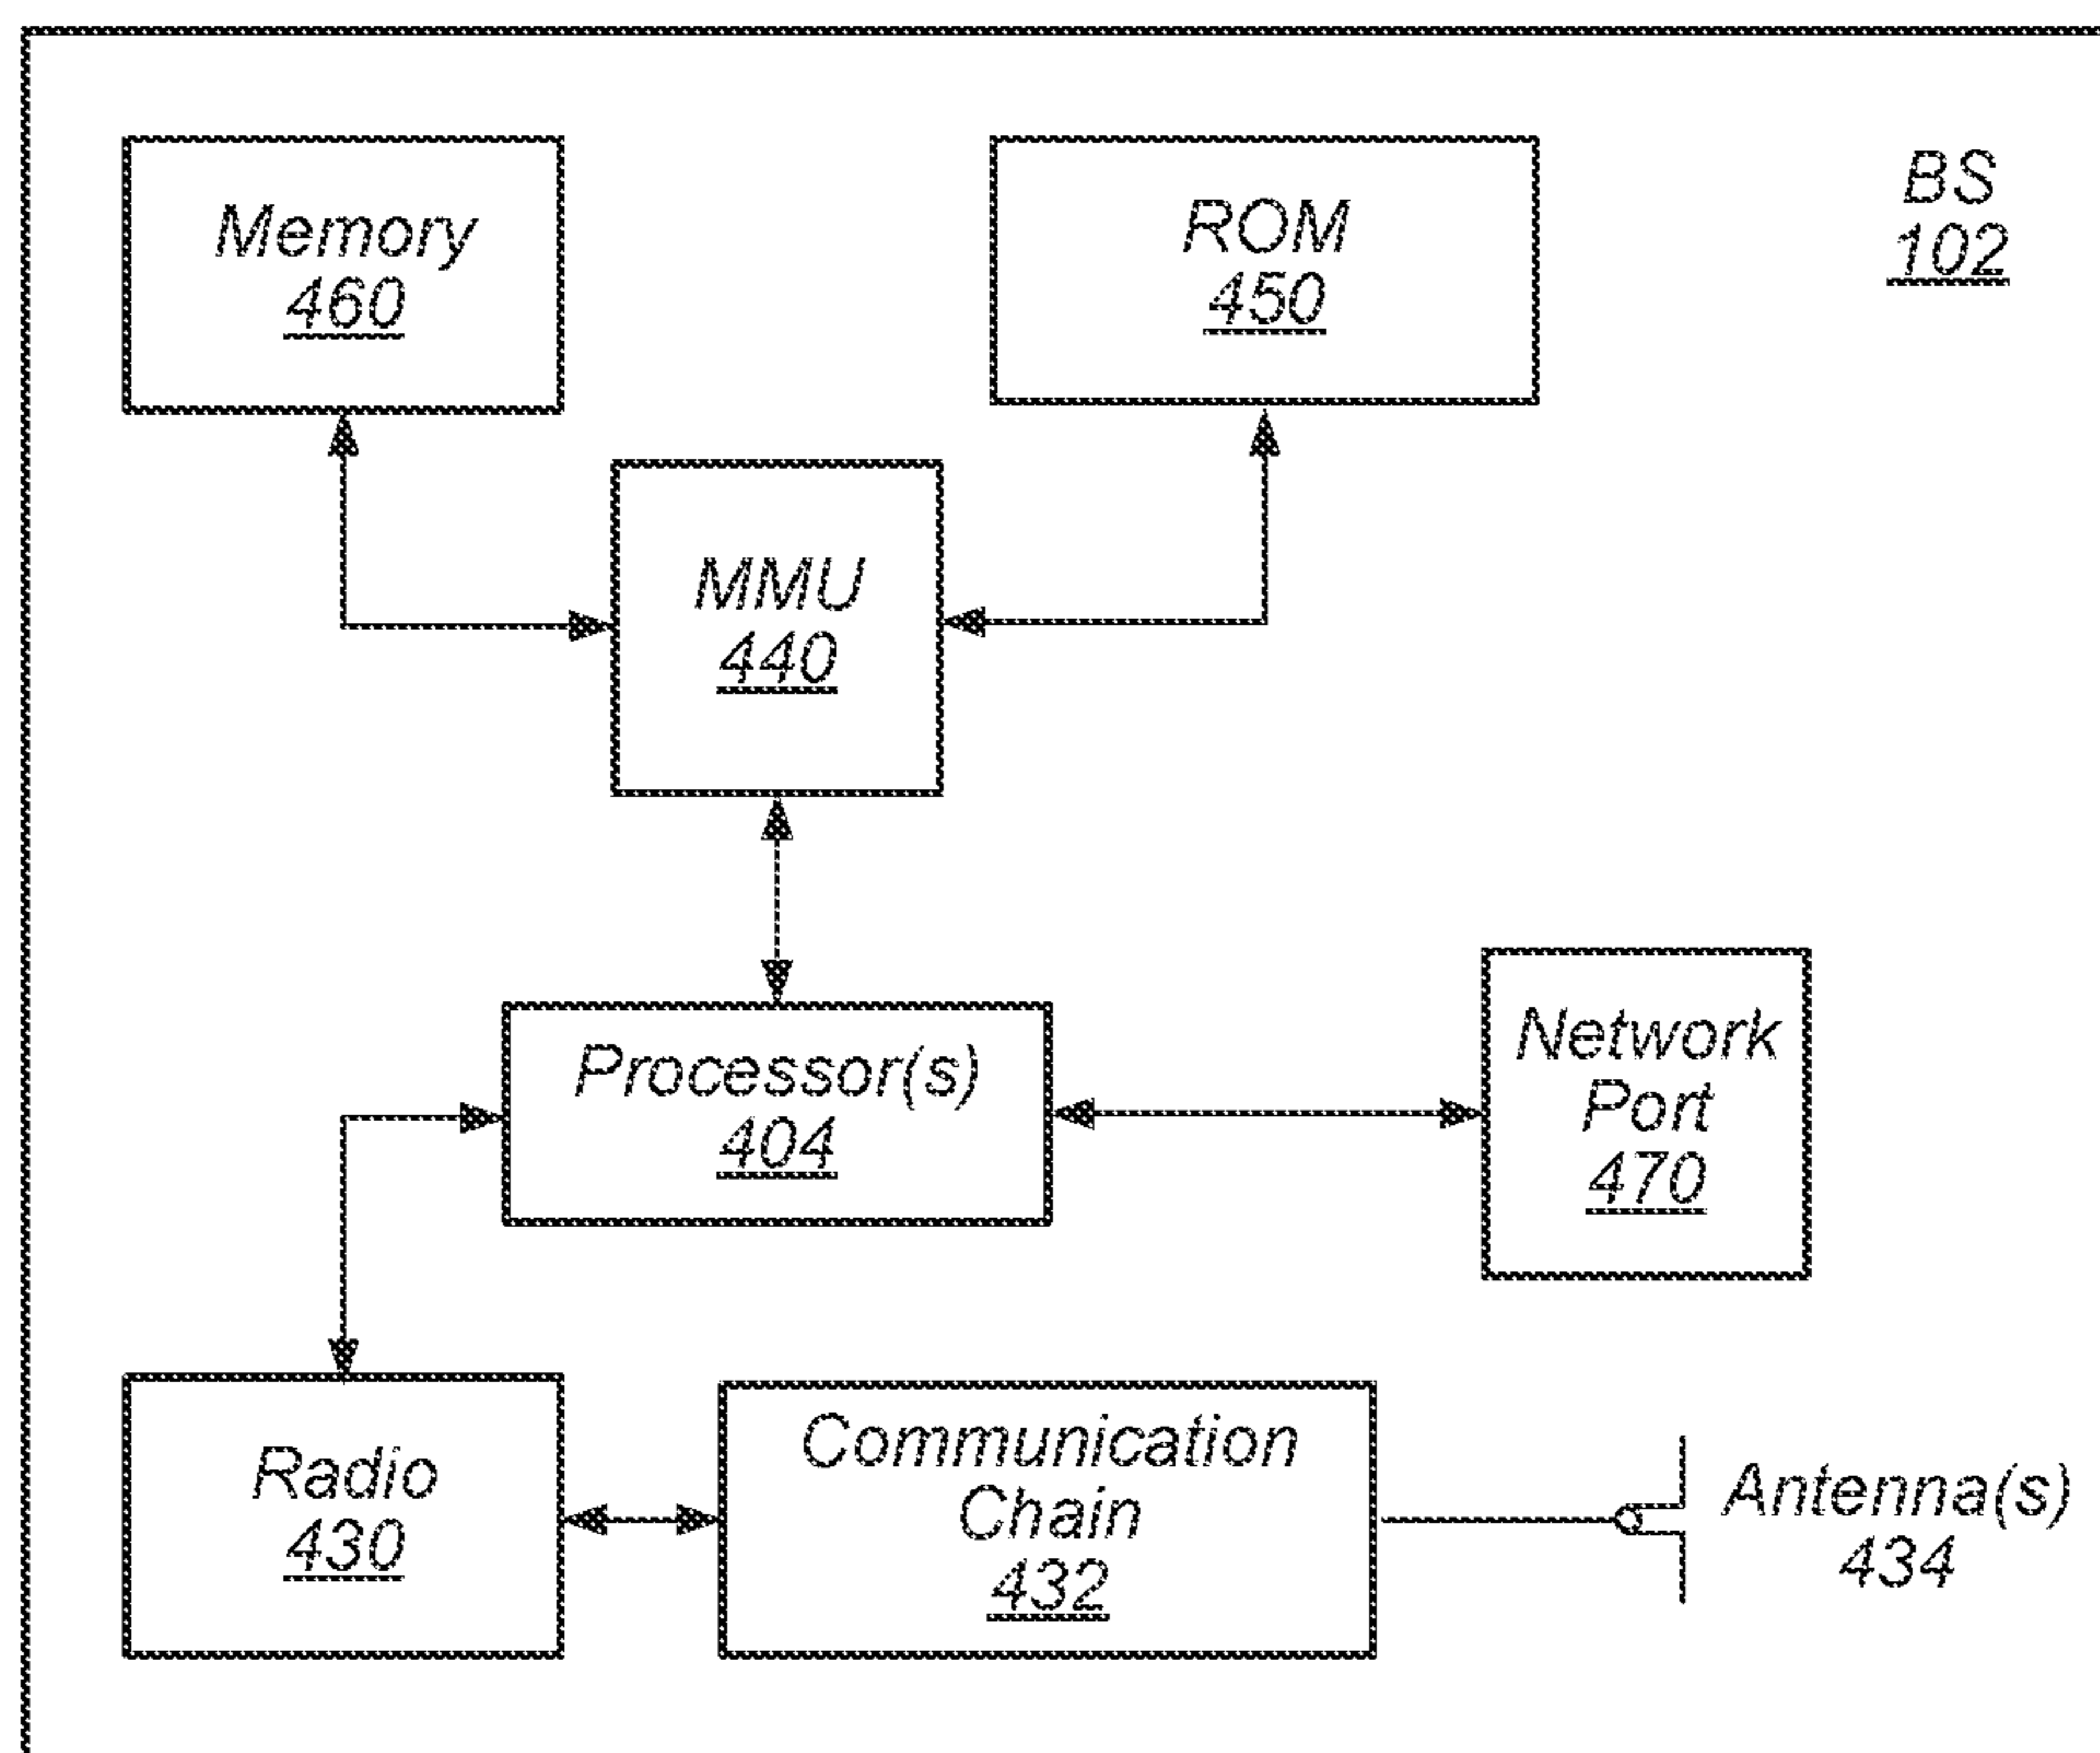 Memory
460
ROM
450
BS
102
MMU
440
Processor(s)
404
Network
Port
470
Radio
430
Communication
Chain
432
Antenna(s)
434